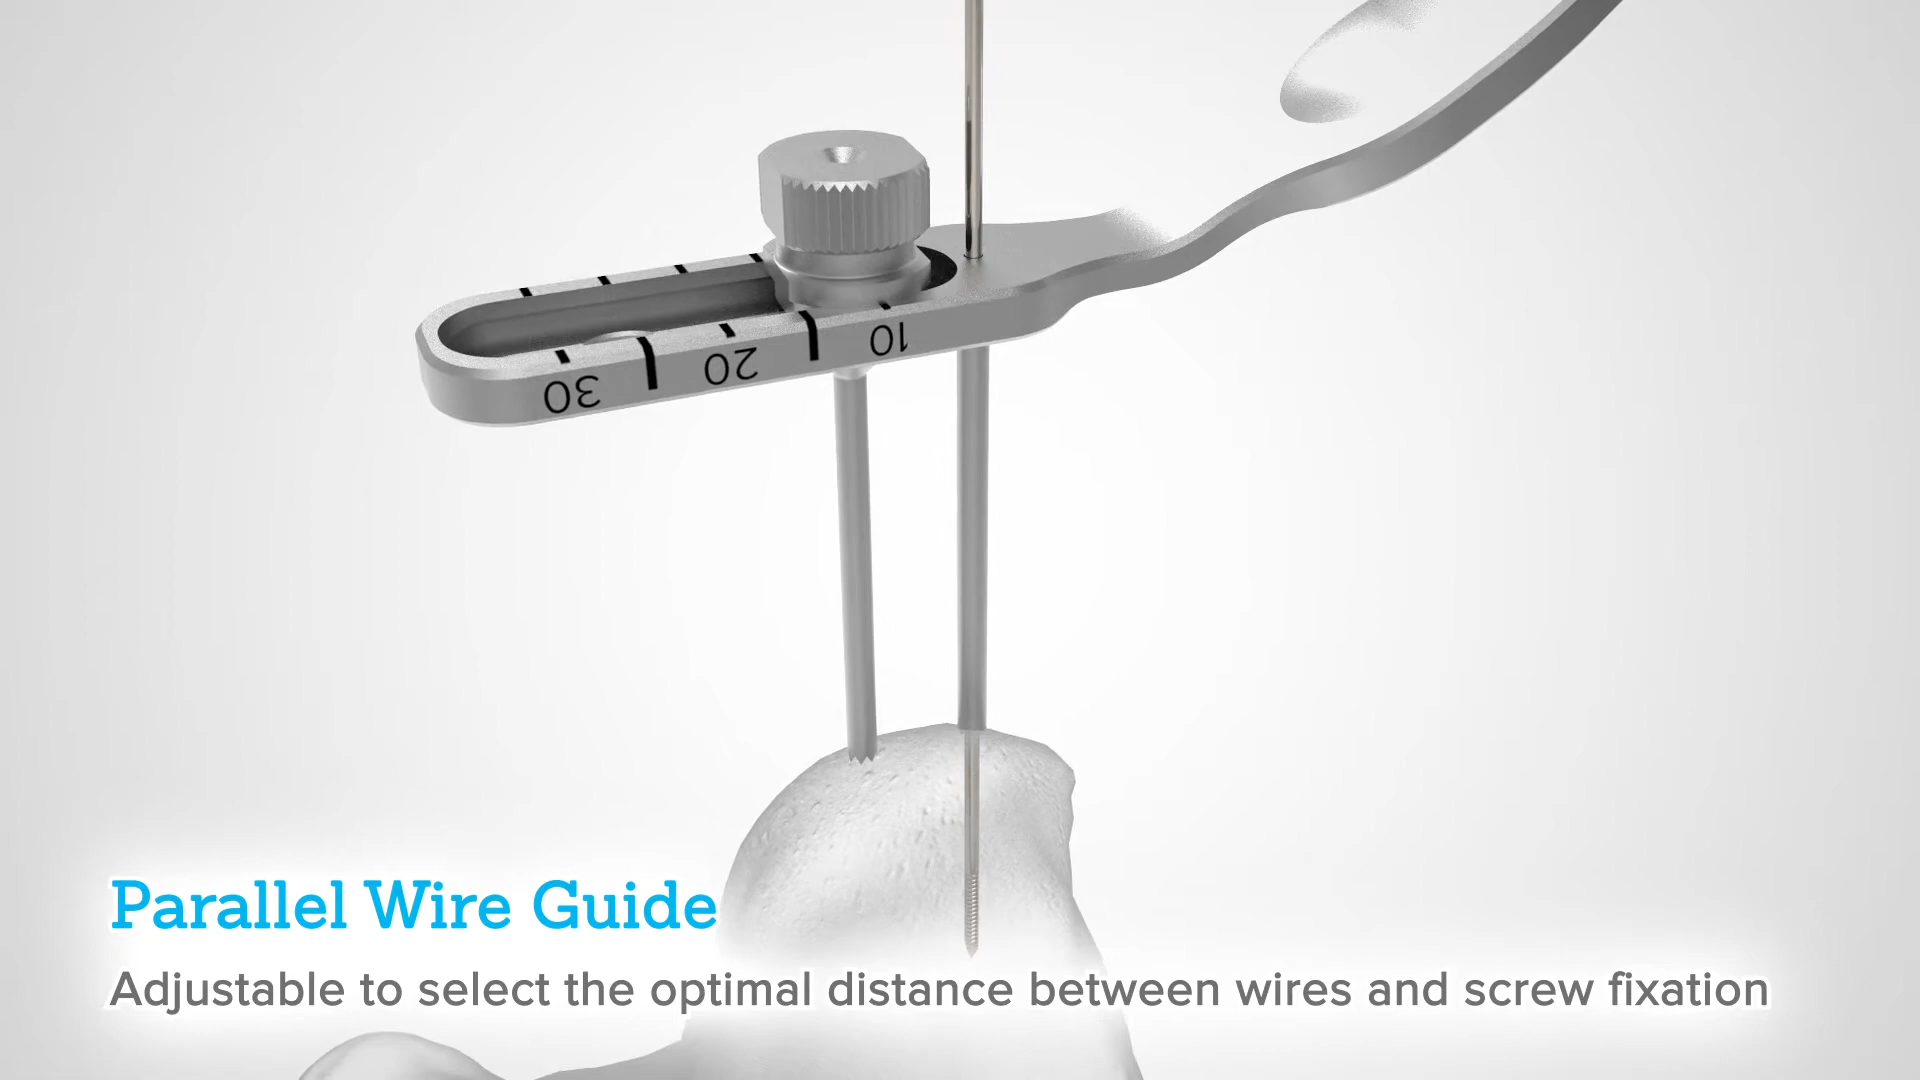 30
20
10
Parallel Wire Guide
Adjustable to select the optimal distance between wires and screw fixation